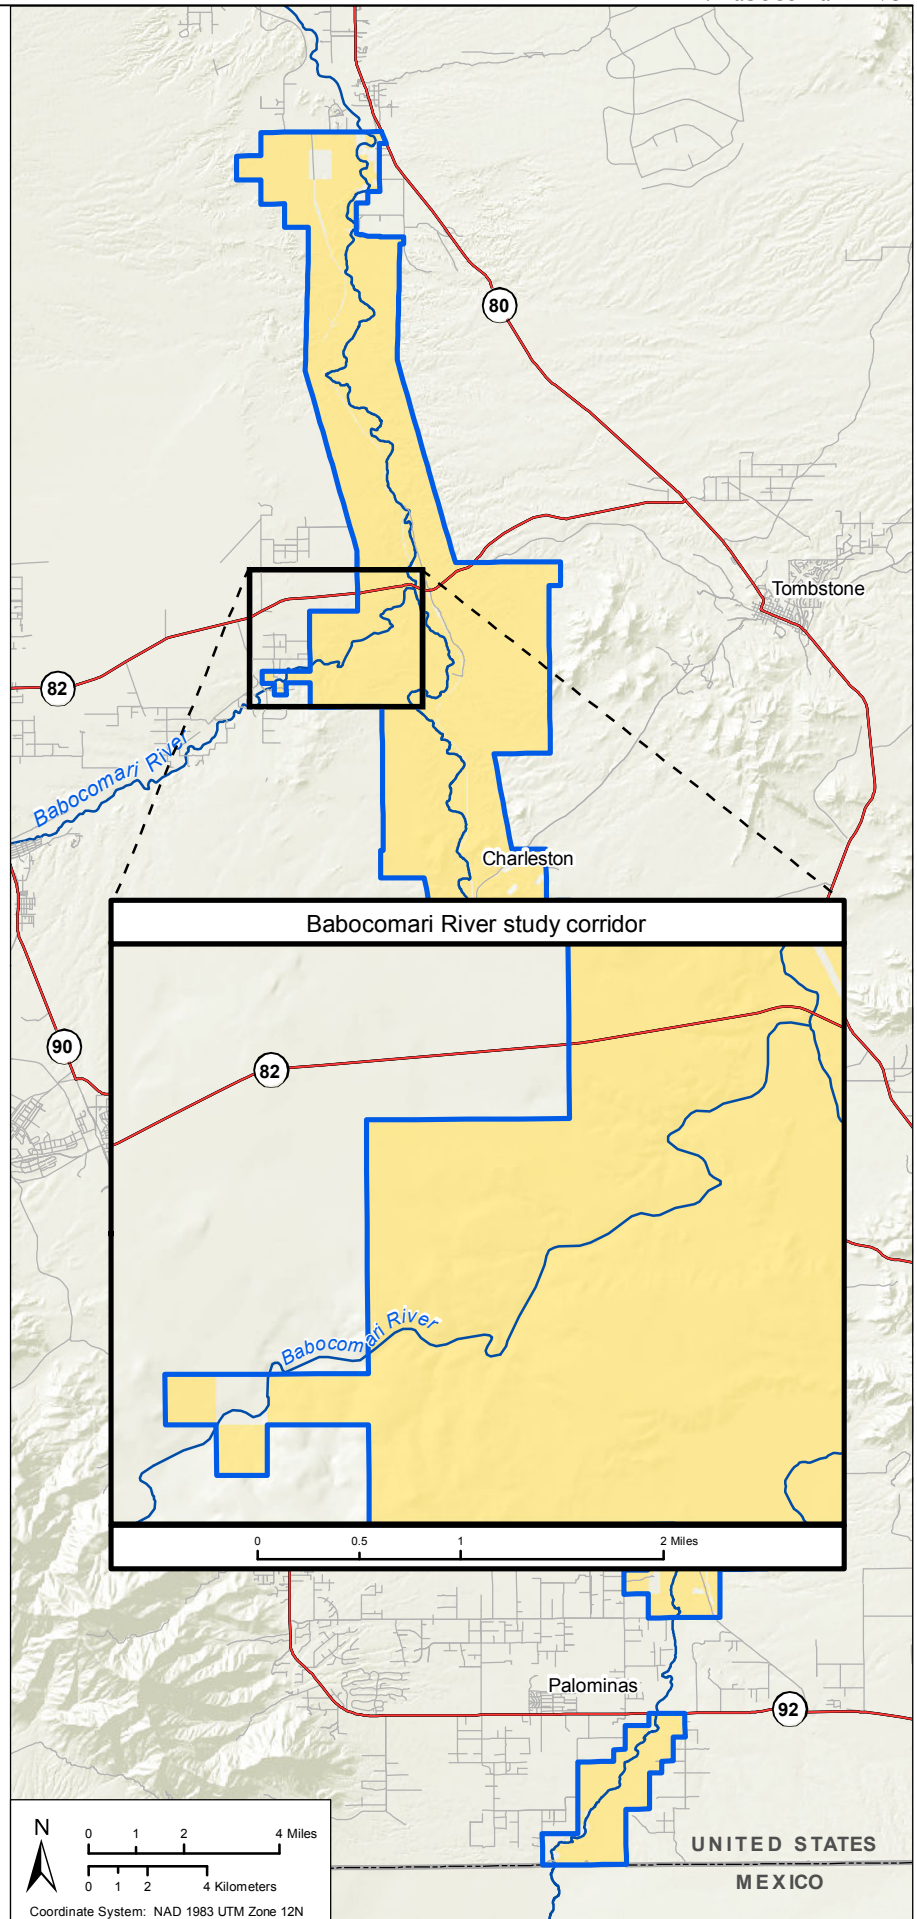 80
Tombstone
82
Babocomari River
Charleston
Babocomari River study corridor
90
82
Babocomari River
0 0.5 1 2 Miles
Palominas
92
N
0 1 2 4 Miles
0 1 2 4 Kilometers
Coordinate System: NAD 1983 UTM Zone 12N
UNITED STATES
MEXICO